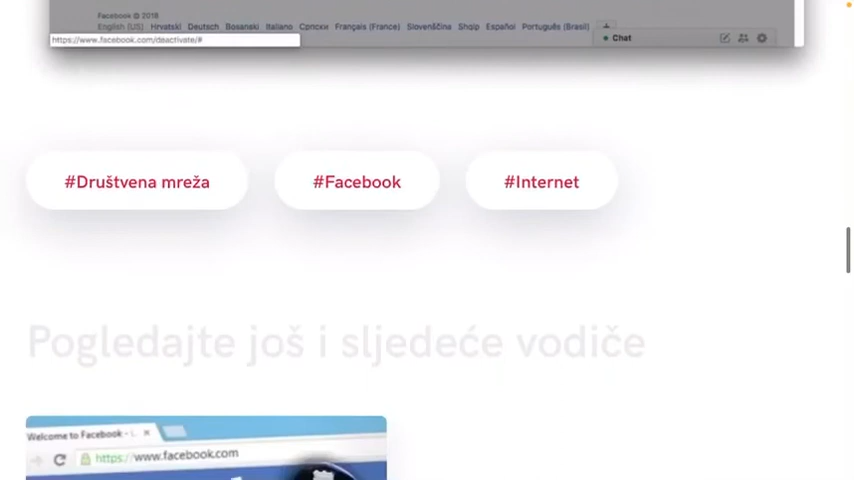 Facebook © 2018
English (US) Hrvatski Deutsch Bosanski Italiano Српски Français (France) Slovenščina Shqip Español Português (Brasil) +
https://www.facebook.com/deactivate/#
Chat
#Društvena mreža #Facebook #Internet
Pogledajte još i sljedeće vodiče
Welcome to Facebook - L
https://www.facebook.com